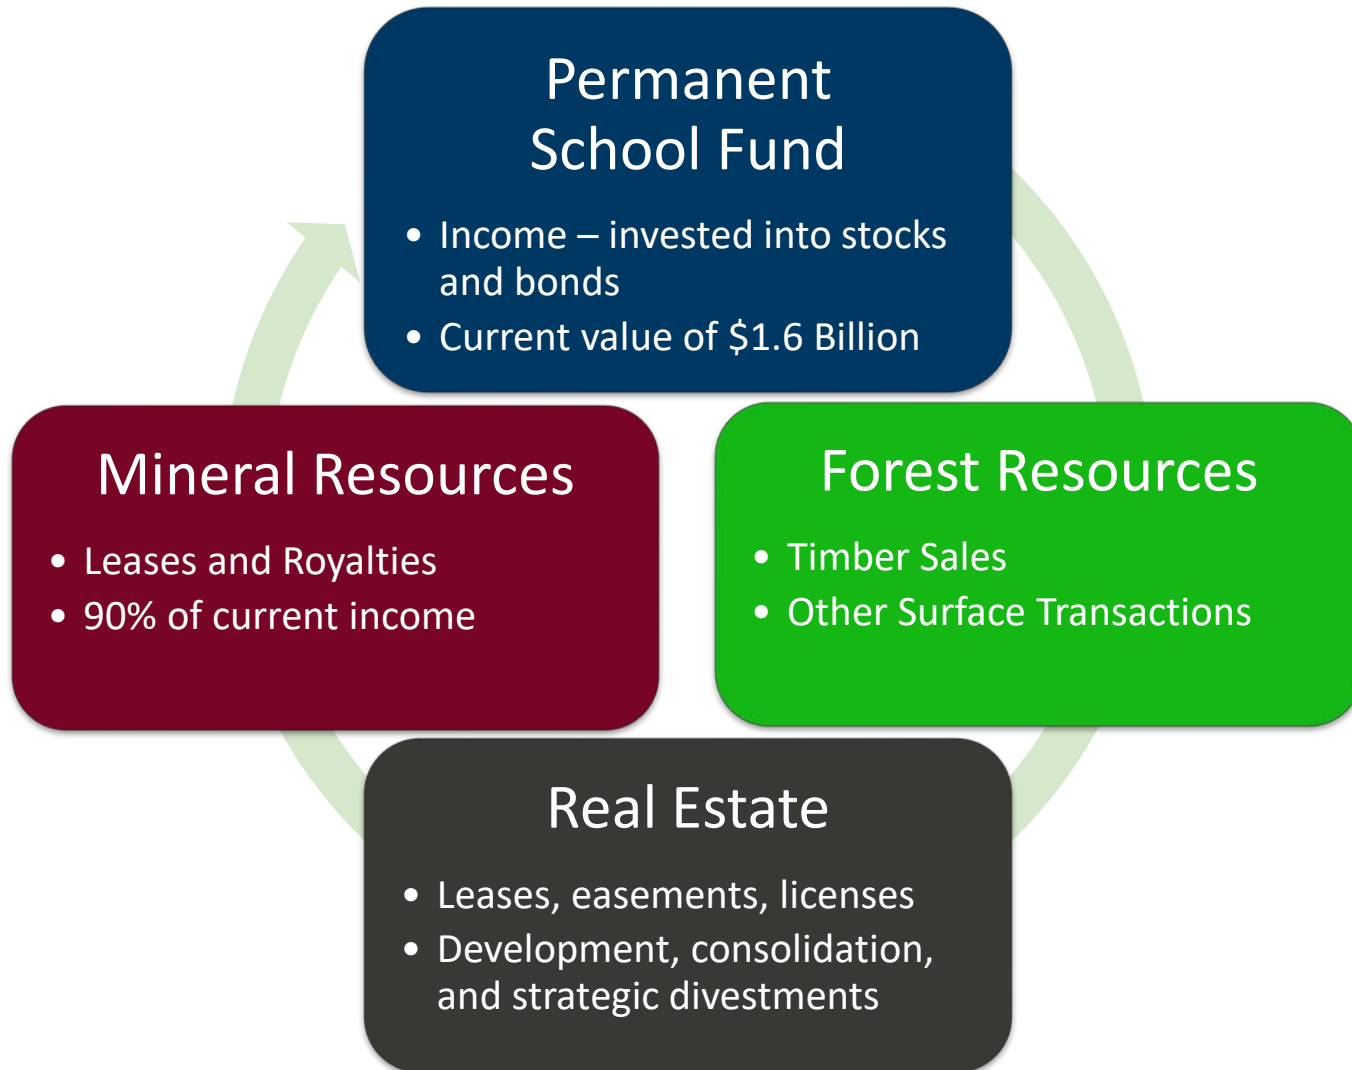 Permanent
School Fund
• Income – invested into stocks
and bonds
• Current value of $1.6 Billion
Mineral Resources
• Leases and Royalties
• 90% of current income
Forest Resources
• Timber Sales
• Other Surface Transactions
Real Estate
• Leases, easements, licenses
• Development, consolidation,
and strategic divestments